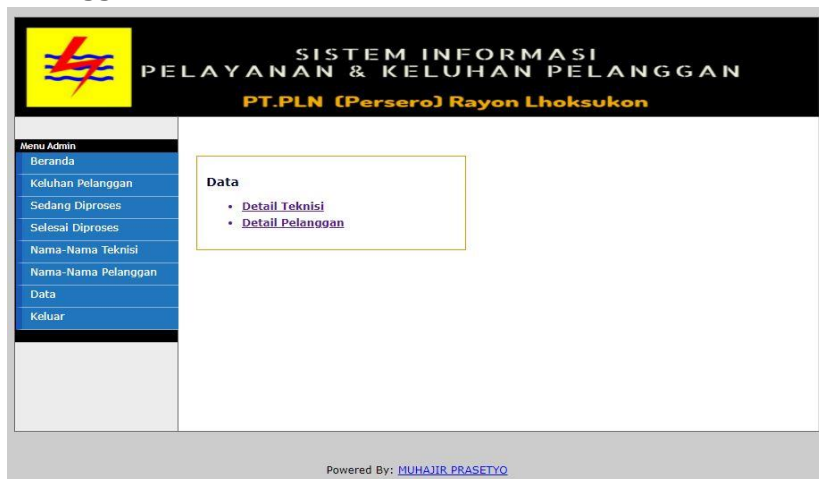 SISTEM INFORMASI
PELAYANAN & KELUHAN PELANGGAN
PT.PLN (Persero) Rayon Lhoksukon
Menu Admin
Beranda
Keluhan Pelanggan
Sedang Diproses
Selesai Diproses
Nama-Nama Teknisi
Nama-Nama Pelanggan
Data
Keluar
Data
• Detail Teknisi
• Detail Pelanggan
Powered By: MUHAJIR PRASETYO